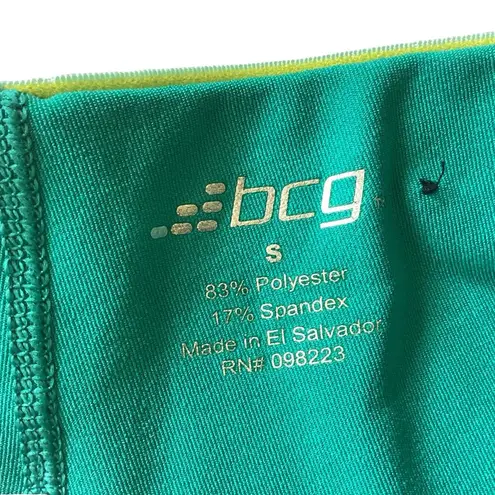 bcg
S
83% Polyester
17% Spandex
Made in El Salvador
RN# 098223